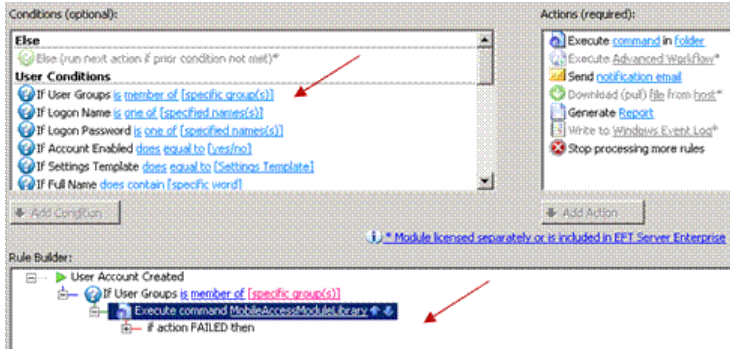 Conditions (optional):
Else
Else (run next action if prior condition not met)*
User Conditions
If User Groups is member of [specific group(s)]
If Logon Name is one of [specified names(s)]
If Logon Password is one of [specified names(s)]
If Account Enabled does equal to [yes/no]
If Settings Template does equal to [Settings Template]
If Full Name does contain [specific word]
Add Condition
Actions (required):
Execute command in folder
Execute Advanced Workflow*
Send notification email
Download (pull) file from host*
Generate Report
Write to Windows Event Log*
Stop processing more rules
Add Action
* Module licensed separately or is included in EFT Server Enterprise
Rule Builder:
User Account Created
If User Groups is member of [specific group(s)]
Execute command MobileAccessModuleLibrary
if action FAILED then